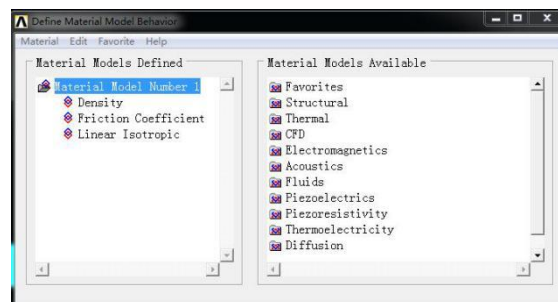 Define Material Model Behavior
Material Edit Favorite Help
Material Models Defined
Material Model Number 1
Density
Friction Coefficient
Linear Isotropic
Material Models Available
Favorites
Structural
Thermal
CFD
Electromagnetics
Acoustics
Fluids
Piezoelectrics
Piezoresistivity
Thermoelectricity
Diffusion